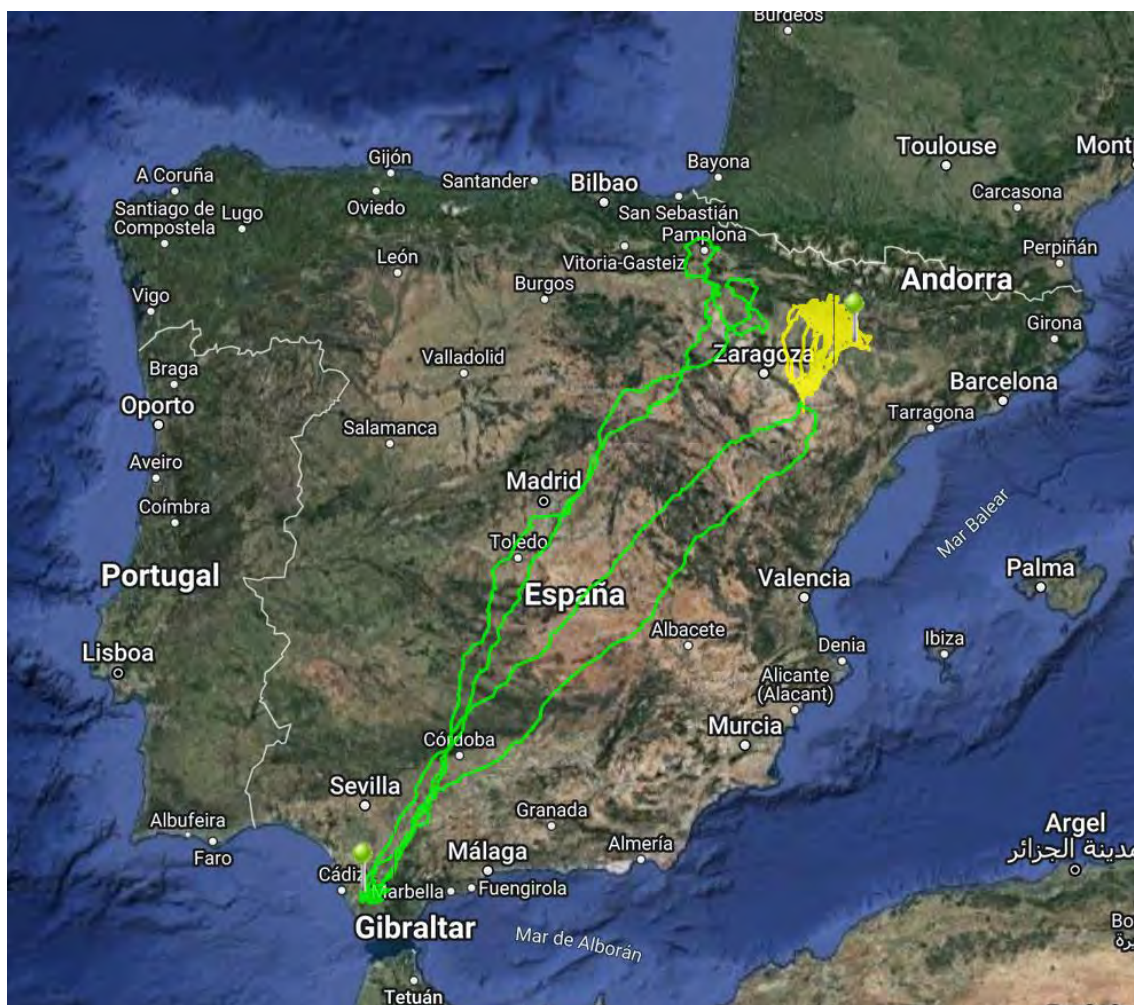 Burdeos
Toulouse
Mont
Gijón
Bayona
A Coruña
Santander
Bilbao
Carcasona
Oviedo
San Sebastián
Santiago de
Compostela
Lugo
Pamplona
Perpiñán
Vitoria-Gasteiz
León
Andorra
Burgos
Vigo
Girona
Zaragoza
Valladolid
Braga
Barcelona
Oporto
Tarragona
Salamanca
Aveiro
Madrid
Coímbra
Mar Balear
Toledo
Portugal
Valencia
Palma
España
Albacete
Denia
Ibiza
Lisboa
Alicante
(Alacant)
Murcia
Córdoba
Sevilla
Granada
Albufeira
Argel
Almería
Faro
Málaga
مدينة الجزائر
Cádiz
Marbella
Fuengirola
Gibraltar
Mar de Alborán
Tetuán